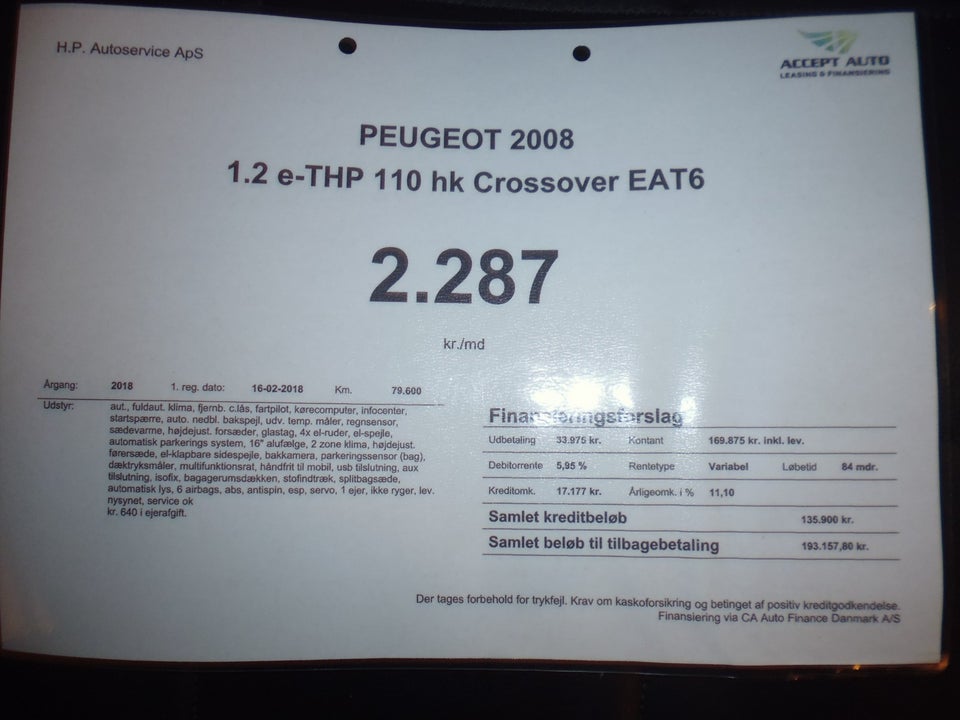 H.P. Autoservice ApS
ACCEPT AUTO
LEASING & FINANSIERING
PEUGEOT 2008
1.2 e-THP 110 hk Crossover EAT6
2.287
kr./md
Årgang: 2018 1. reg. dato: 16-02-2018 Km. 79.600
Udstyr: aut., fuldaut. klima, fjernb. c.lås, fartpilot, kørecomputer, infocenter,
startspærre, auto. nedbl. bakspejl, udv. temp. måler, regnsensor,
sædevarme, højdejust. forsæder, glastag, 4x el-ruder, el-spejle,
automatisk parkerings system, 16" alufælge, 2 zone klima, højdejust.
førersæde, el-klapbare sidespejle, bakkamera, parkeringssensor (bag),
dæktryksmåler, multifunktionsrat, håndfrit til mobil, usb tilslutning, aux
tilslutning, isofix, bagagerumsdækken, stofindtræk, splitbagsæde,
automatisk lys, 6 airbags, abs, antispin, esp, servo, 1 ejer, ikke ryger, lev.
nysynet, service ok
kr. 640 i ejerafgift.
Finansieringsforslag
Udbetaling 33.975 kr. Kontant 169.875 kr. inkl. lev.
Debitorrente 5,95 % Rentetype Variabel Løbetid 84 mdr.
Kreditomk. 17.177 kr. Årligeomk. i % 11,10
Samlet kreditbeløb 135.900 kr.
Samlet beløb til tilbagebetaling 193.157,80 kr.
Der tages forbehold for trykfejl. Krav om kaskoforsikring og betinget af positiv kreditgodkendelse.
Finansiering via CA Auto Finance Danmark A/S